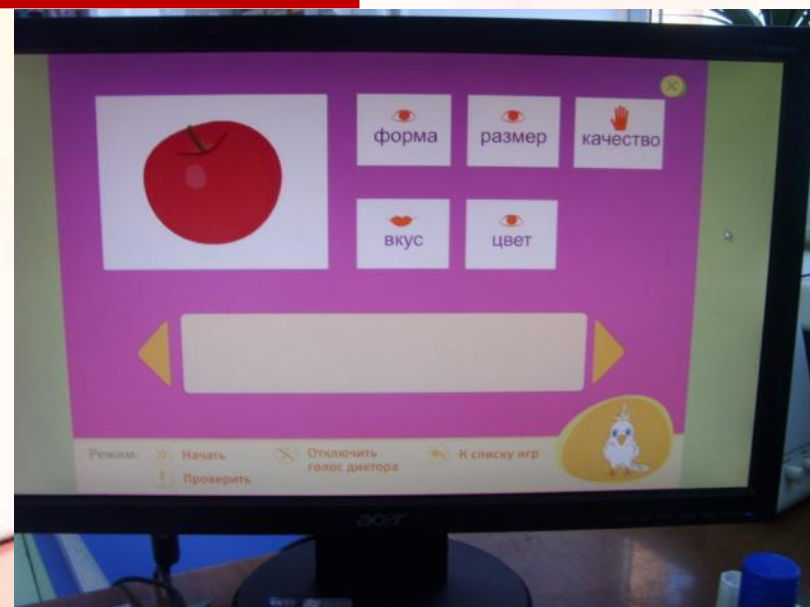 форма
размер
качество
вкус
цвет
Режим:
Начать
Отключить
голос диктора
К списку игр
Проверить
acer